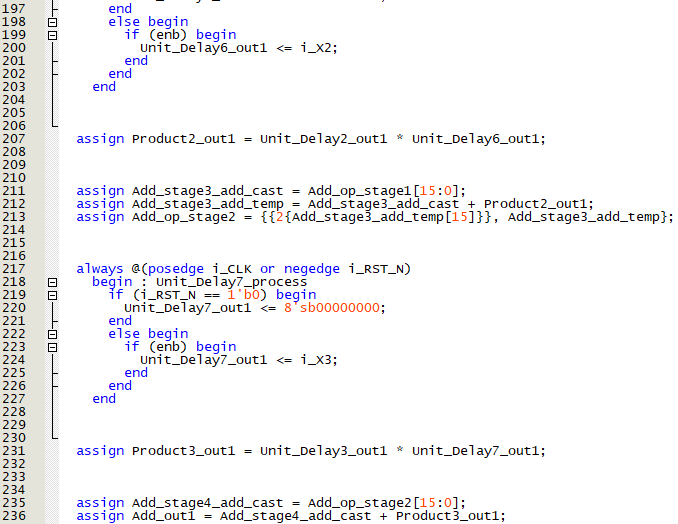 197 end
198 else begin
199 if (enb) begin
200 Unit_Delay6_out1 <= i_X2;
201 end
202 end
203 end
204
205
206
207 assign Product2_out1 = Unit_Delay2_out1 * Unit_Delay6_out1;
208
209
210
211 assign Add_stage3_add_cast = Add_op_stage1[15:0];
212 assign Add_stage3_add_temp = Add_stage3_add_cast + Product2_out1;
213 assign Add_op_stage2 = {{2{Add_stage3_add_temp[15]}}, Add_stage3_add_temp};
214
215
216
217 always @(posedge i_CLK or negedge i_RST_N)
218 begin : Unit_Delay7_process
219 if (i_RST_N == 1'b0) begin
220 Unit_Delay7_out1 <= 8'sb00000000;
221 end
222 else begin
223 if (enb) begin
224 Unit_Delay7_out1 <= i_X3;
225 end
226 end
227 end
228
229
230
231 assign Product3_out1 = Unit_Delay3_out1 * Unit_Delay7_out1;
232
233
234
235 assign Add_stage4_add_cast = Add_op_stage2[15:0];
236 assign Add_out1 = Add_stage4_add_cast + Product3_out1;